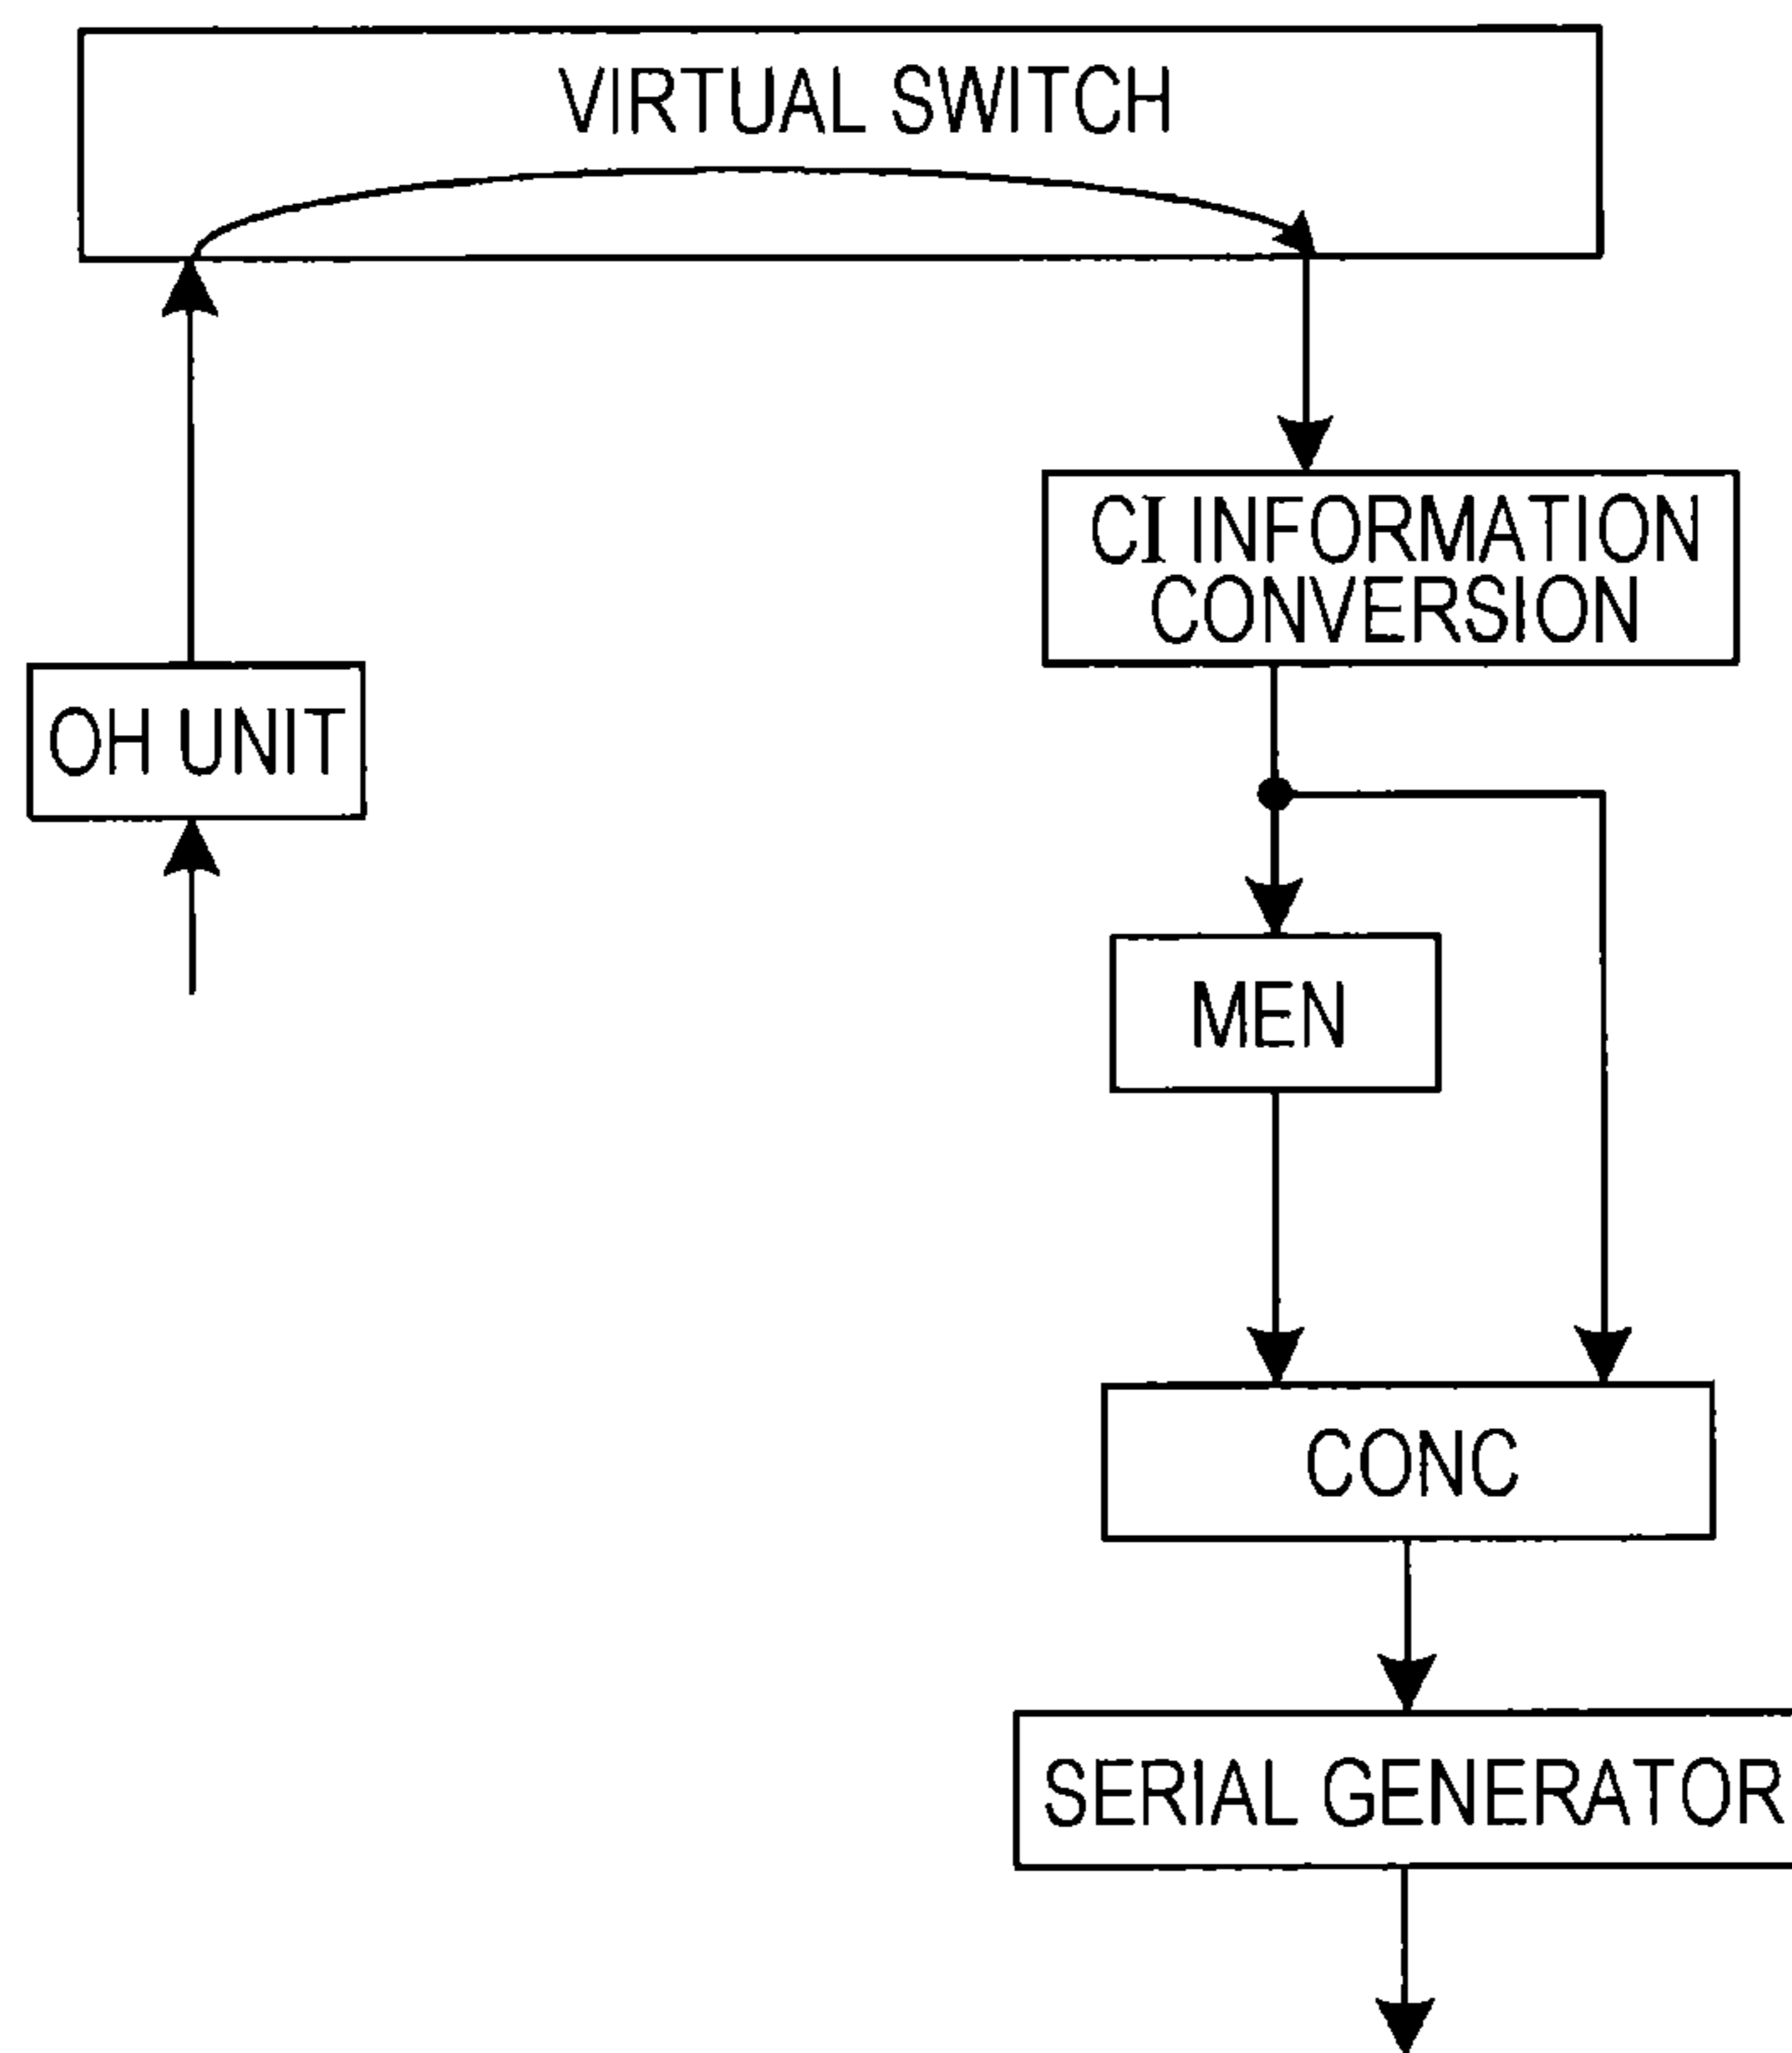 VIRTUAL SWITCH
CI INFORMATION
CONVERSION
OH UNIT
MEN
CONC
SERIAL GENERATOR